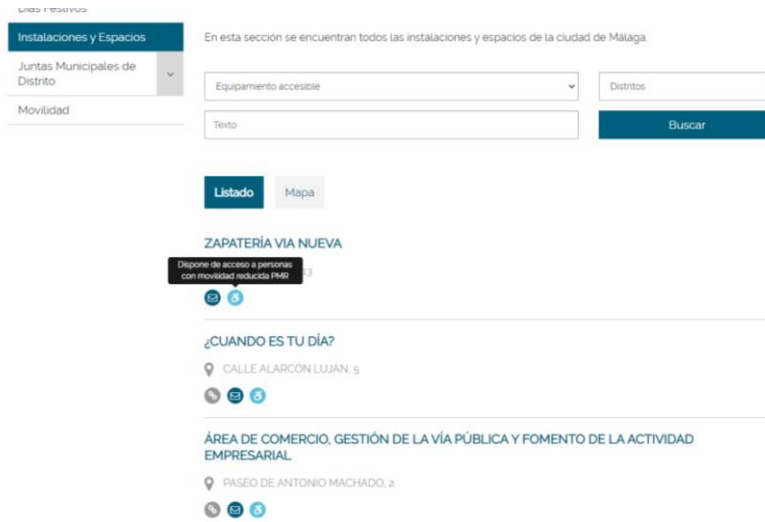 Días Festivos
Instalaciones y Espacios
Juntas Municipales de
Distrito
Movilidad
En esta sección se encuentran todos las instalaciones y espacios de la ciudad de Málaga.
Equipamiento accesible
Distritos
Texto
Buscar
Listado
Mapa
ZAPATERÍA VIA NUEVA
Dispone de acceso a personas
con movilidad reducida PMR
¿CUANDO ES TU DÍA?
CALLE ALARCÓN LUJÁN, 5
ÁREA DE COMERCIO, GESTIÓN DE LA VÍA PÚBLICA Y FOMENTO DE LA ACTIVIDAD
EMPRESARIAL
PASEO DE ANTONIO MACHADO, 2